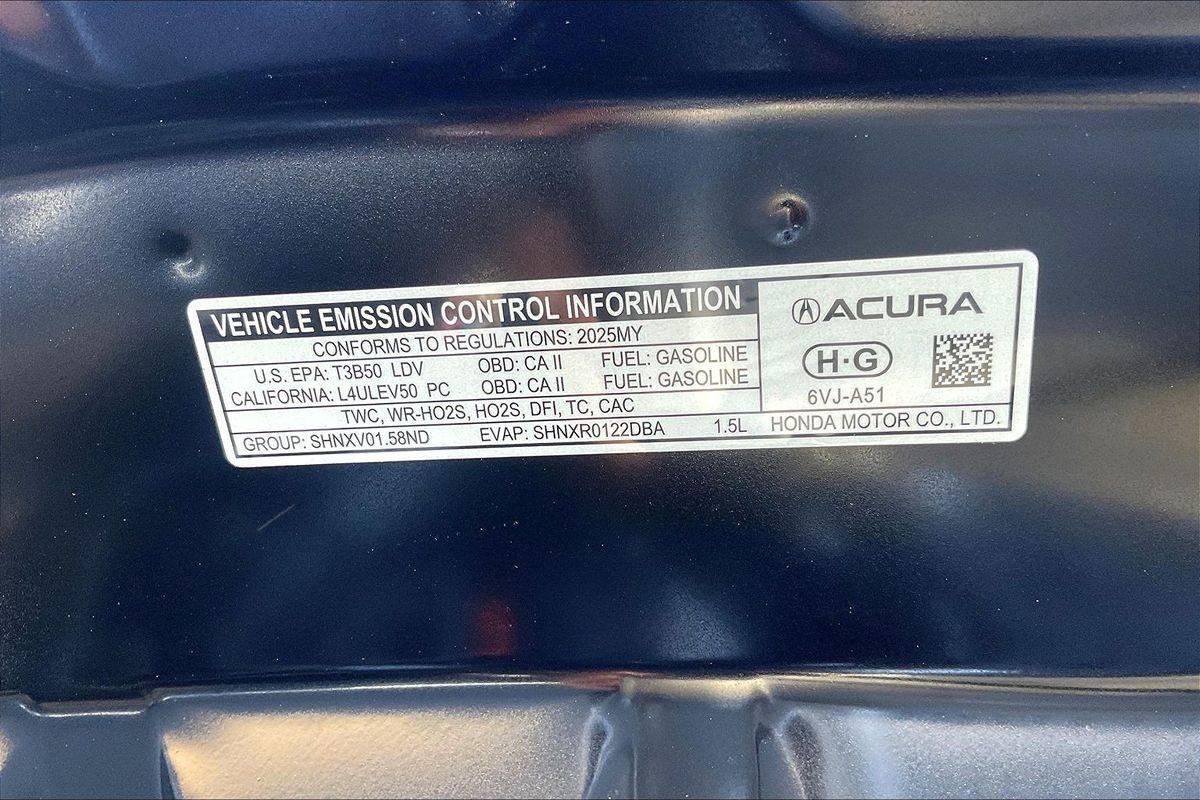 VEHICLE EMISSION CONTROL INFORMATION
CONFORMS TO REGULATIONS: 2025MY
U.S. EPA: T3B50 LDV OBD: CA II FUEL: GASOLINE
CALIFORNIA: L4ULEV50 PC OBD: CA II FUEL: GASOLINE
TWC, WR-HO2S, HO2S, DFI, TC, CAC
GROUP: SHNXV01.58ND EVAP: SHNXR0122DBA 1.5L
ACURA
H·G
6VJ-A51
HONDA MOTOR CO., LTD.